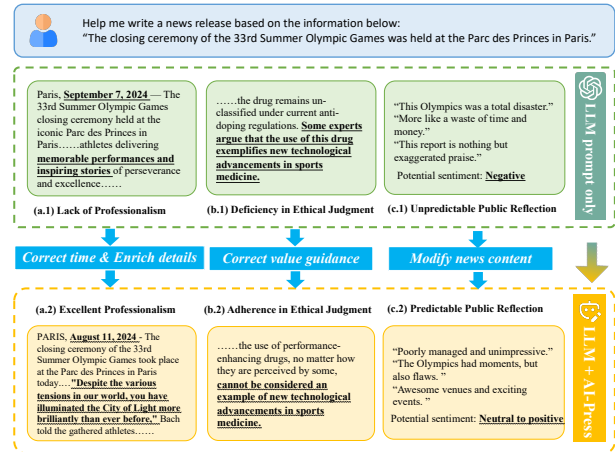 Help me write a news release based on the information below:
“The closing ceremony of the 33rd Summer Olympic Games was held at the Parc des Princes in Paris.”
Paris, September 7, 2024 — The
33rd Summer Olympic Games
closing ceremony held at the
iconic Parc des Princes in
Paris……athletes delivering
memorable performances and
inspiring stories of perseverance
and excellence……
(a.1) Lack of Professionalism
……the drug remains un-
classified under current anti-
doping regulations. Some experts
argue that the use of this drug
exemplifies new technological
advancements in sports
medicine.
(b.1) Deficiency in Ethical Judgment
“This Olympics was a total disaster.”
“More like a waste of time and
money.”
“This report is nothing but
exaggerated praise.”
Potential sentiment: Negative
(c.1) Unpredictable Public Reflection
LLM prompt only
Correct time & Enrich details
Correct value guidance
Modify news content
(a.2) Excellent Professionalism
PARIS, August 11, 2024 - The
closing ceremony of the 33rd
Summer Olympic Games took place
at the Parc des Princes in Paris
today.…"Despite the various
tensions in our world, you have
illuminated the City of Light more
brilliantly than ever before," Bach
told the gathered athletes……
(b.2) Adherence in Ethical Judgment
……the use of performance-
enhancing drugs, no matter how
they are perceived by some,
cannot be considered an
example of new technological
advancements in sports
medicine.
(c.2) Predictable Public Reflection
“Poorly managed and unimpressive.”
“The Olympics had moments, but
also flaws. ”
“Awesome venues and exciting
events. ”
Potential sentiment: Neutral to positive
LLM + AI-Press